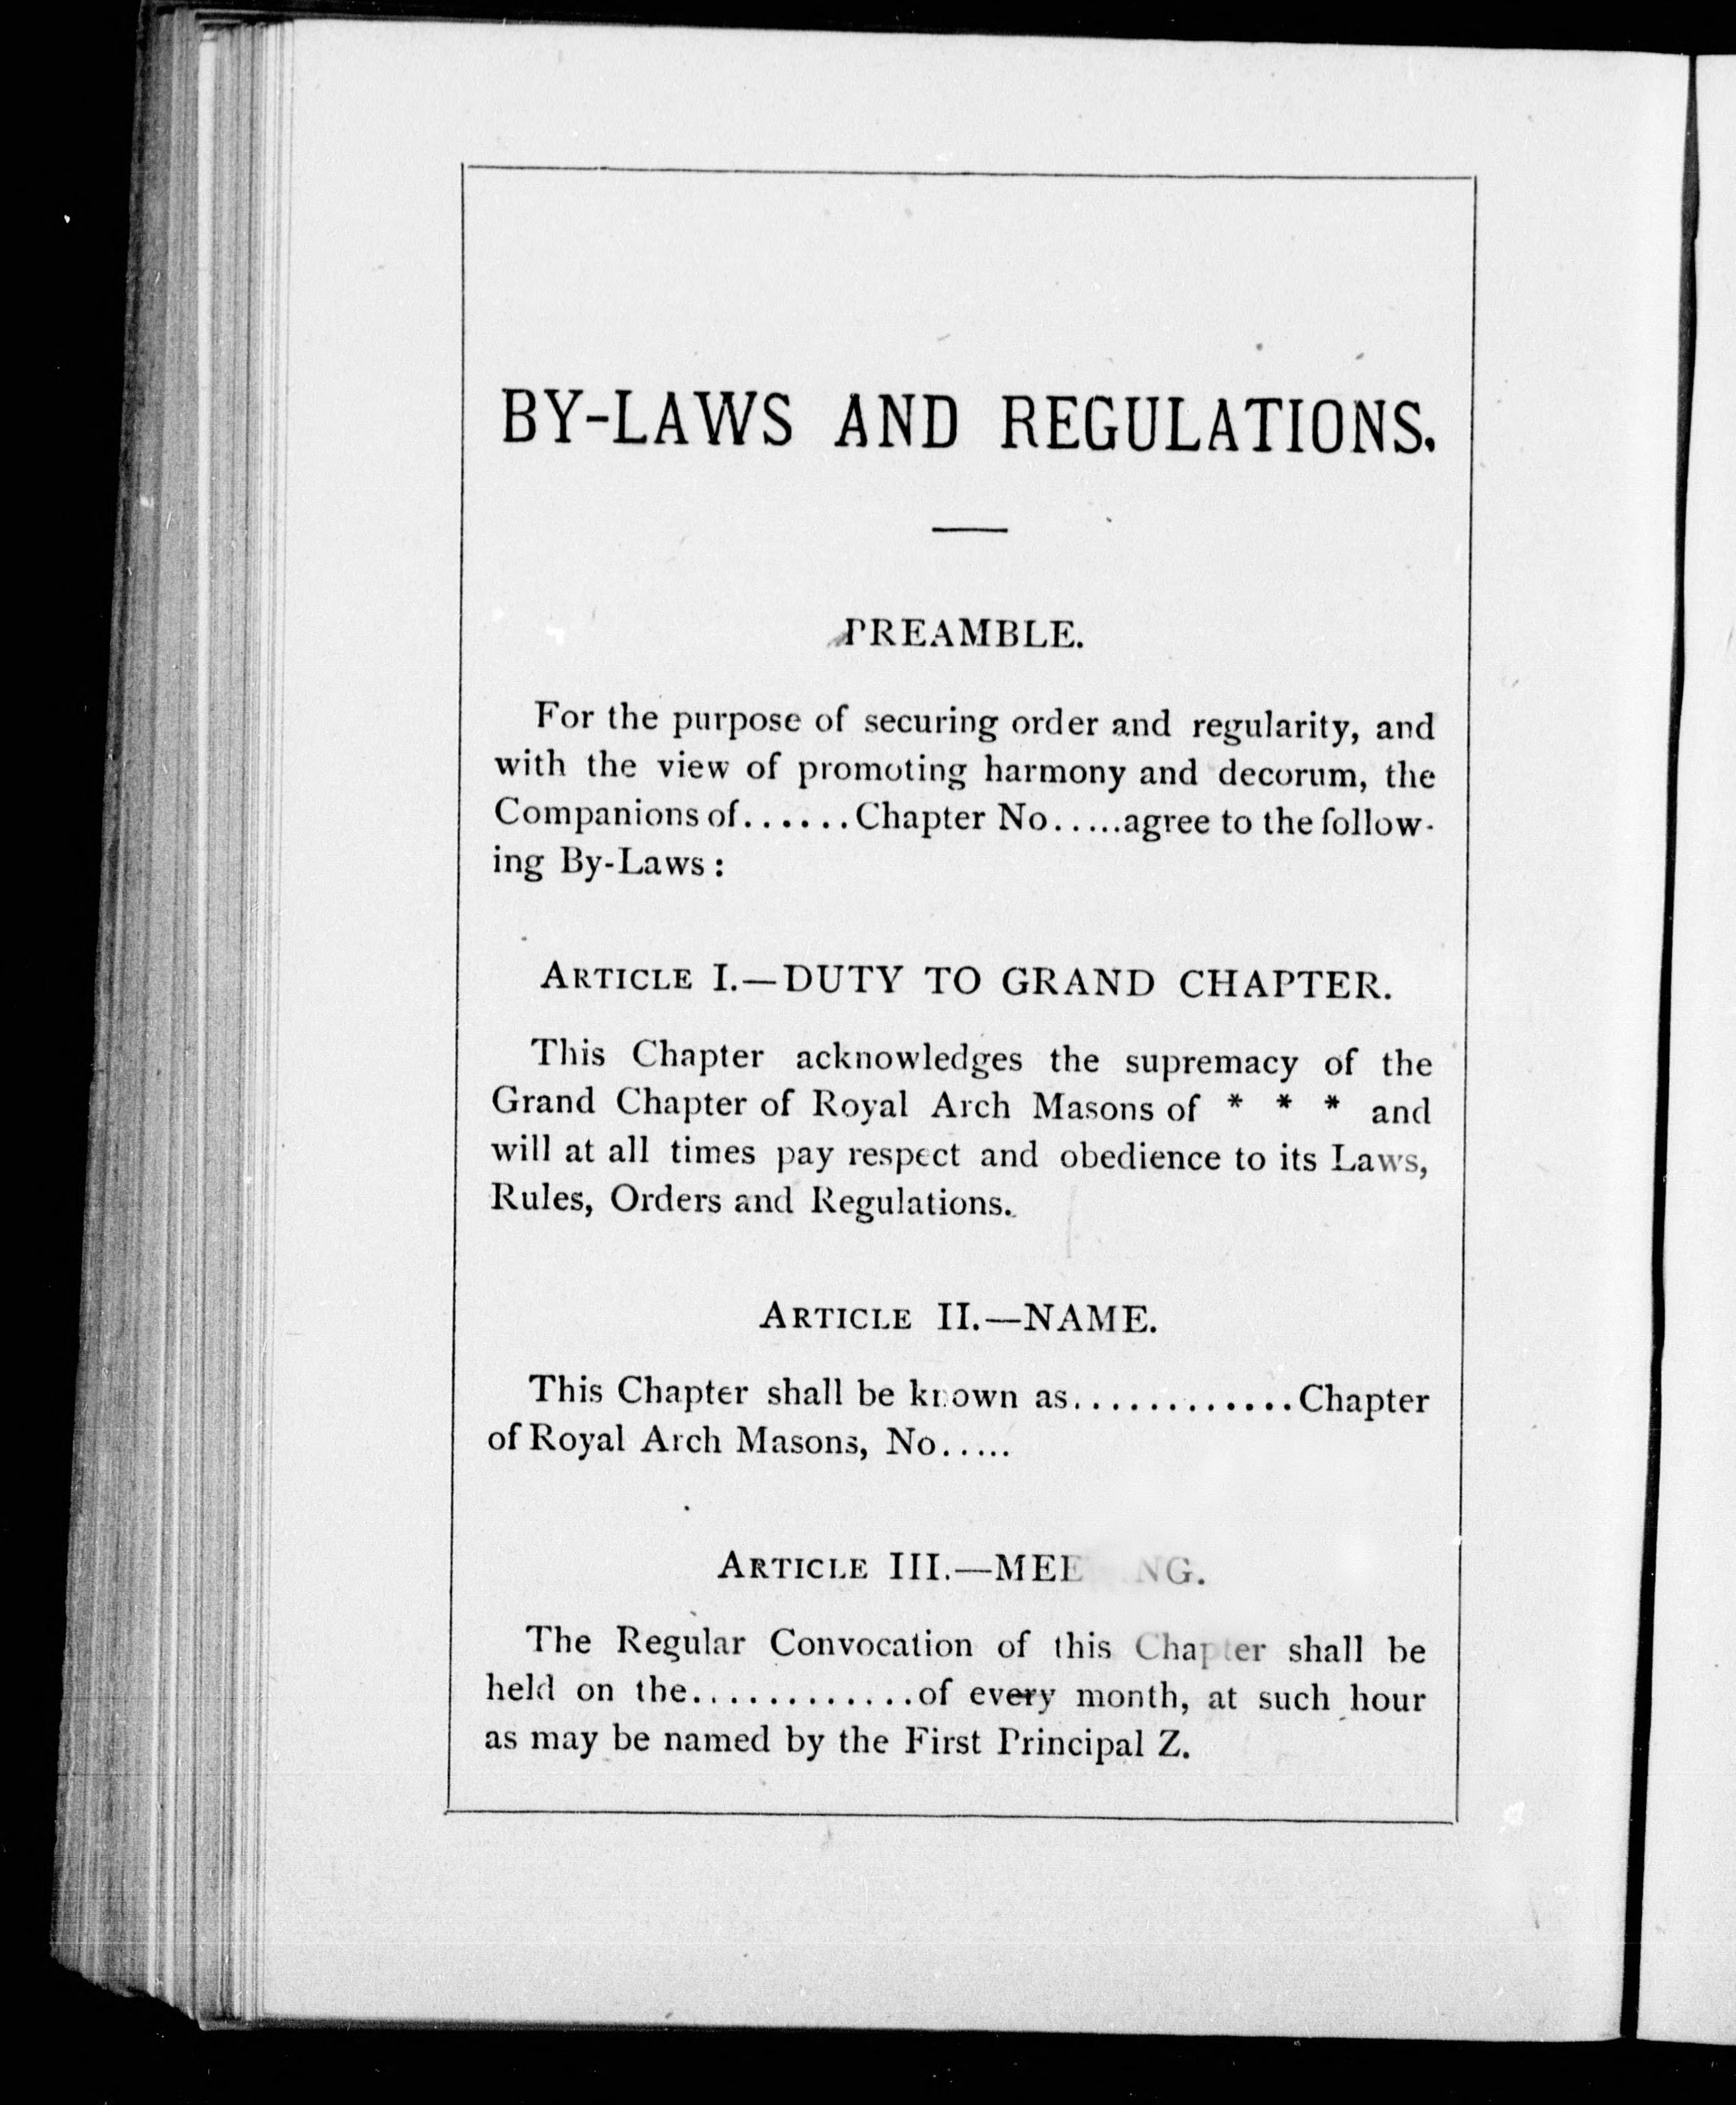 BY-LAWS AND REGULATIONS.
PREAMBLE.
For the purpose of securing order and regularity, and
with the view of promoting harmony and decorum, the
Companions of......Chapter No.....agree to the follow-
ing By-Laws:
ARTICLE I.—DUTY TO GRAND CHAPTER.
This Chapter acknowledges the supremacy of the
Grand Chapter of Royal Arch Masons of * * * and
will at all times pay respect and obedience to its Laws,
Rules, Orders and Regulations.
ARTICLE II.—NAME.
This Chapter shall be known as............Chapter
of Royal Arch Masons, No.....
ARTICLE III.—
The Regular Convocation of this Chapter shall be
held on the............of every month, at such hour
as may be named by the First Principal Z.